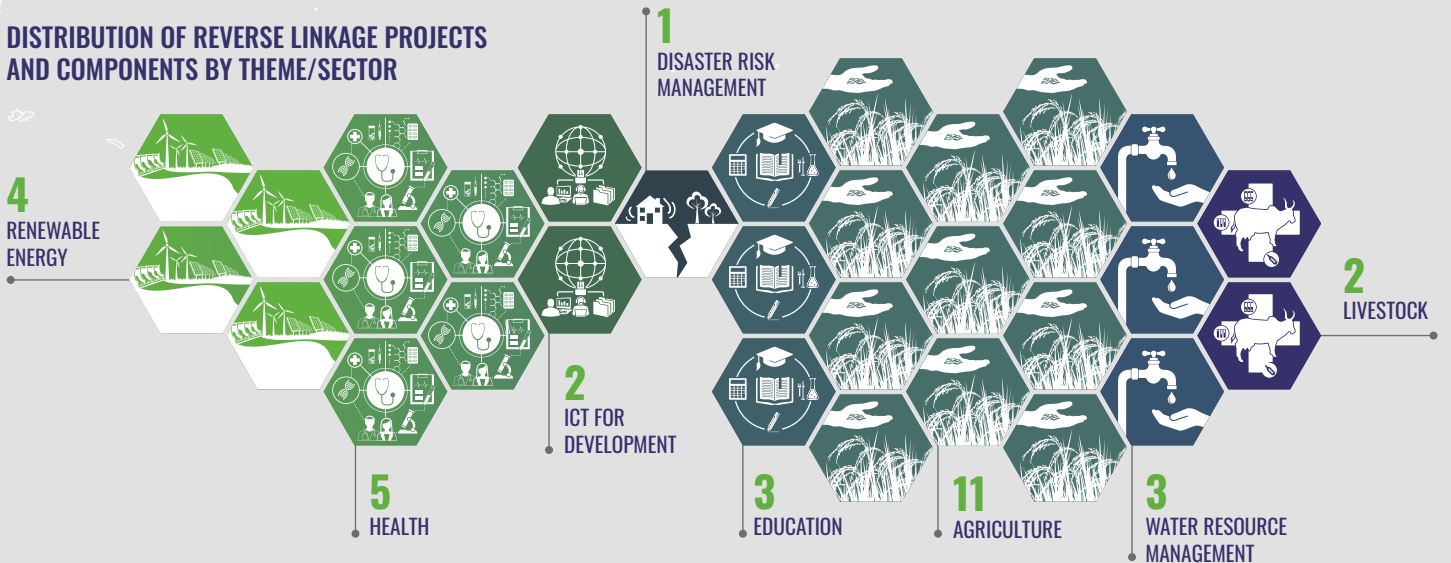 DISTRIBUTION OF REVERSE LINKAGE PROJECTS
AND COMPONENTS BY THEME/SECTOR
4
RENEWABLE
ENERGY
5
HEALTH
2
ICT FOR
DEVELOPMENT
1
DISASTER RISK
MANAGEMENT
3
EDUCATION
11
AGRICULTURE
3
WATER RESOURCE
MANAGEMENT
2
LIVESTOCK